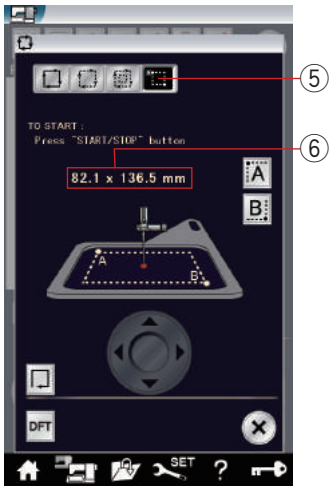 ⑤
TO START :
Press "START/STOP" button
⑥
82.1 x 136.5 mm
A
B
A
B
DFT
SET
?